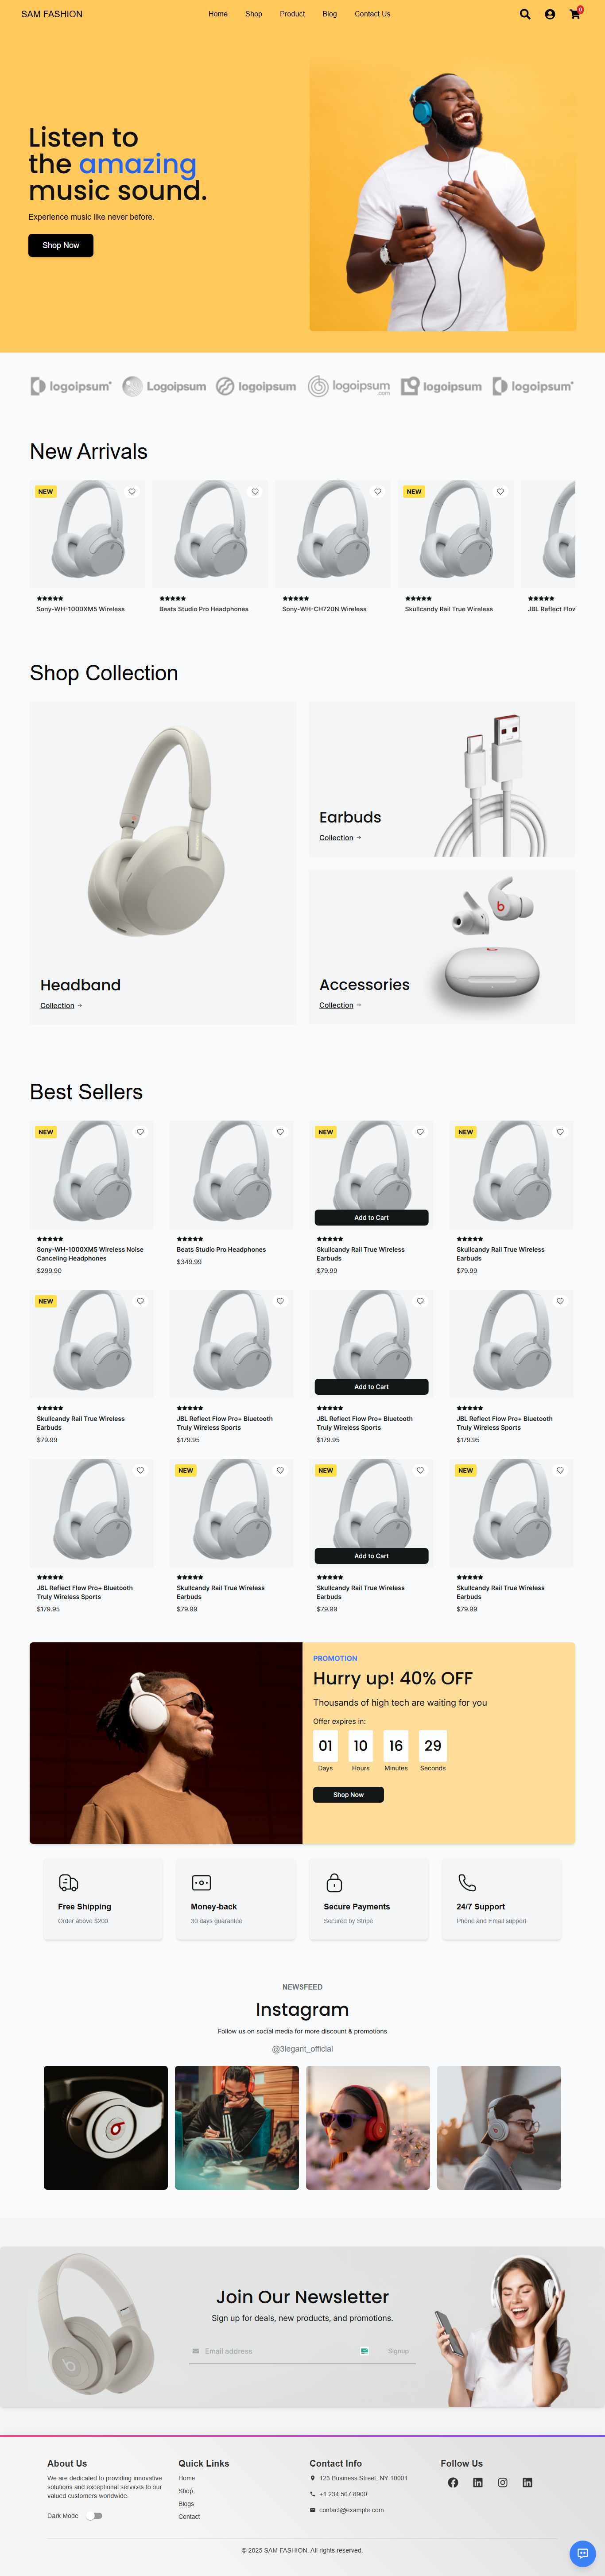 SAM FASHION
Home
Shop
Product
Blog
Contact Us
0
Listen to
the amazing
music sound.
Experience music like never before.
Shop Now
logoipsum
Logoipsum
logoipsum
logoipsum
.com
logoipsum
logoipsum
New Arrivals
NEW
NEW
Sony-WH-1000XM5 Wireless
Beats Studio Pro Headphones
Sony-WH-CH720N Wireless
Skullcandy Rail True Wireless
JBL Reflect Flow
Shop Collection
Headband
Collection →
Earbuds
Collection →
Accessories
Collection →
Best Sellers
NEW
NEW
NEW
Add to Cart
Sony-WH-1000XM5 Wireless Noise
Canceling Headphones
$299.90
Beats Studio Pro Headphones
$349.99
Skullcandy Rail True Wireless
Earbuds
$79.99
Skullcandy Rail True Wireless
Earbuds
$79.99
NEW
Add to Cart
Skullcandy Rail True Wireless
Earbuds
$79.99
JBL Reflect Flow Pro+ Bluetooth
Truly Wireless Sports
$179.95
JBL Reflect Flow Pro+ Bluetooth
Truly Wireless Sports
$179.95
JBL Reflect Flow Pro+ Bluetooth
Truly Wireless Sports
$179.95
NEW
NEW
NEW
Add to Cart
JBL Reflect Flow Pro+ Bluetooth
Truly Wireless Sports
$179.95
Skullcandy Rail True Wireless
Earbuds
$79.99
Skullcandy Rail True Wireless
Earbuds
$79.99
Skullcandy Rail True Wireless
Earbuds
$79.99
PROMOTION
Hurry up! 40% OFF
Thousands of high tech are waiting for you
Offer expires in:
01
10
16
29
Days
Hours
Minutes
Seconds
Shop Now
Free Shipping
Order above $200
Money-back
30 days guarantee
Secure Payments
Secured by Stripe
24/7 Support
Phone and Email support
NEWSFEED
Instagram
Follow us on social media for more discount & promotions
@3legant_official
Join Our Newsletter
Sign up for deals, new products, and promotions.
Email address
Signup
About Us
We are dedicated to providing innovative
solutions and exceptional services to our
valued customers worldwide.
Dark Mode
Quick Links
Home
Shop
Blogs
Contact
Contact Info
123 Business Street, NY 10001
+1 234 567 8900
contact@example.com
Follow Us
© 2025 SAM FASHION. All rights reserved.